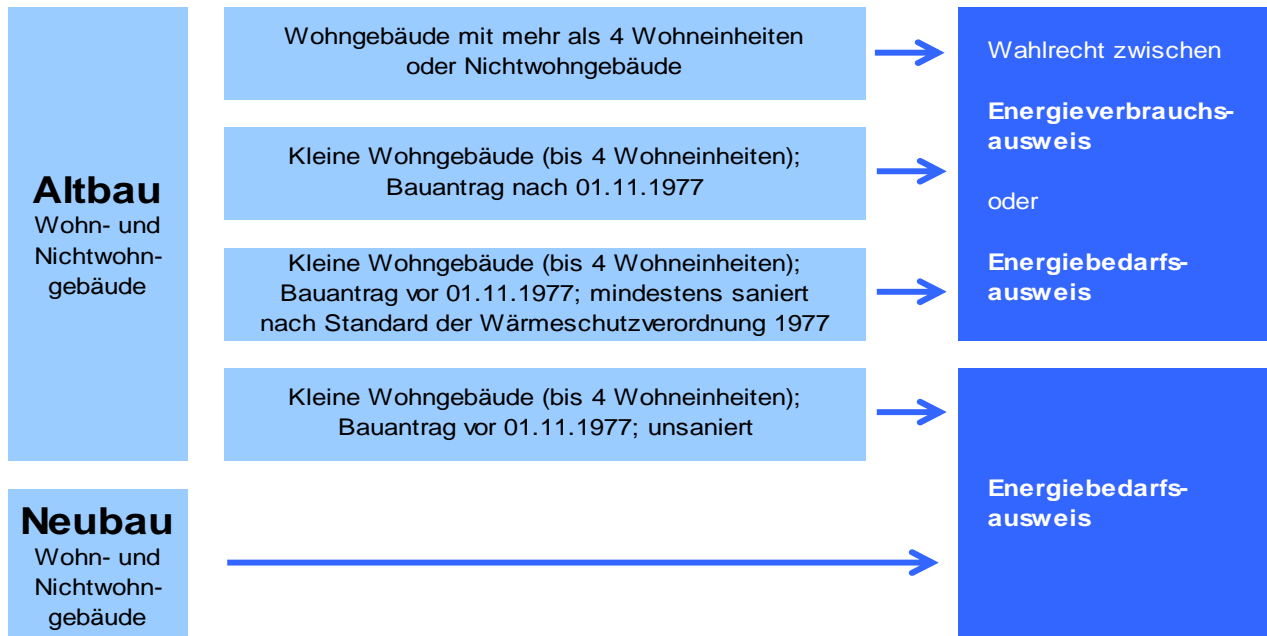 Altbau
Wohn- und
Nichtwohn-
gebäude
Wohngebäude mit mehr als 4 Wohneinheiten
oder Nichtwohngebäude
Kleine Wohngebäude (bis 4 Wohneinheiten);
Bauantrag nach 01.11.1977
Kleine Wohngebäude (bis 4 Wohneinheiten);
Bauantrag vor 01.11.1977; mindestens saniert
nach Standard der Wärmeschutzverordnung 1977
Kleine Wohngebäude (bis 4 Wohneinheiten);
Bauantrag vor 01.11.1977; unsaniert
Wahlrecht zwischen
Energieverbrauchs-
ausweis
oder
Energiebedarfs-
ausweis
Neubau
Wohn- und
Nichtwohn-
gebäude
Energiebedarfs-
ausweis